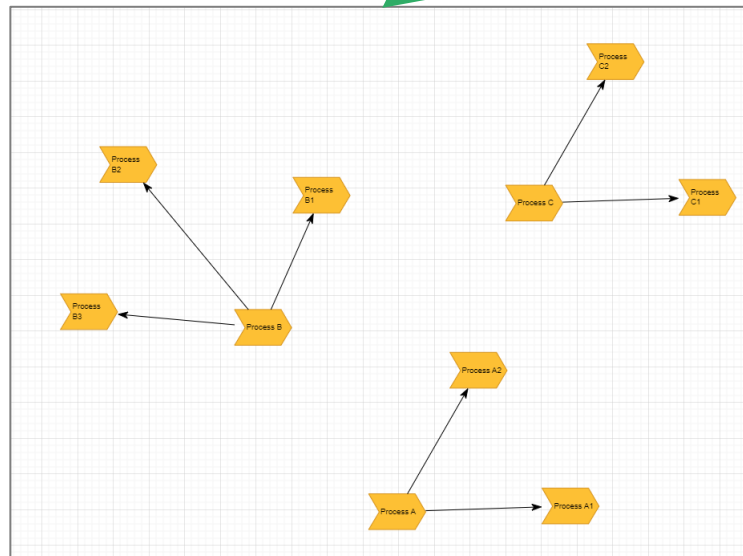 Process
C2
Process
B2
Process
B1
Process C
Process
C1
Process
B3
Process B
Process A2
Process A
Process A1